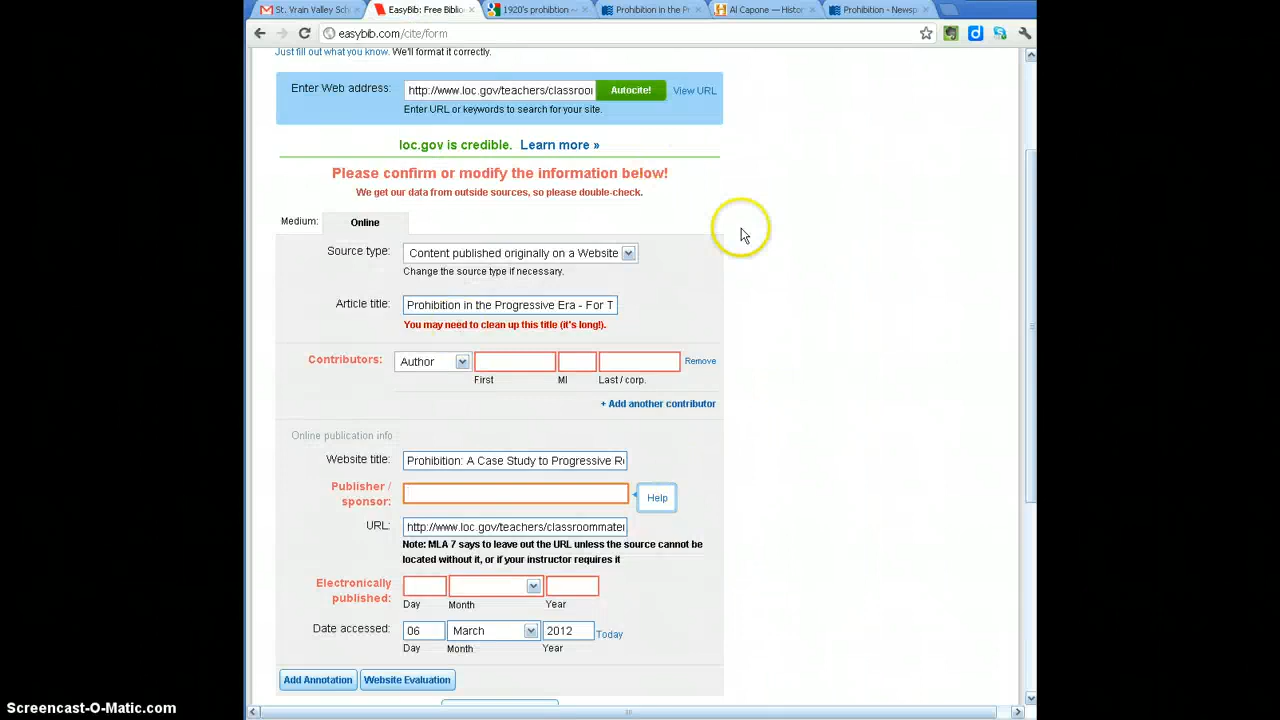 St. Vrain Valley Sch
EasyBib: Free Biblio
1920's prohibtion
Prohibition in the P
Al Capone — Histor
Prohibition - Newsp
easybib.com/cite/form
Just fill out what you know. We'll format it correctly.
Enter Web address: http://www.loc.gov/teachers/classroor Autocite! View URL
Enter URL or keywords to search for your site.
loc.gov is credible. Learn more »
Please confirm or modify the information below!
We get our data from outside sources, so please double-check.
Medium: Online
Source type: Content published originally on a Website
Change the source type if necessary.
Article title: Prohibition in the Progressive Era - For T
You may need to clean up this title (it's long!).
Contributors: Author Remove
First MI Last / corp.
+ Add another contributor
Online publication info
Website title: Prohibition: A Case Study to Progressive R
Publisher / sponsor: Help
URL: http://www.loc.gov/teachers/classroommater
Note: MLA 7 says to leave out the URL unless the source cannot be
located without it, or if your instructor requires it
Electronically published:
Day Month Year
Date accessed: 06 March 2012 Today
Day Month Year
Add Annotation Website Evaluation
Screencast-O-Matic.com